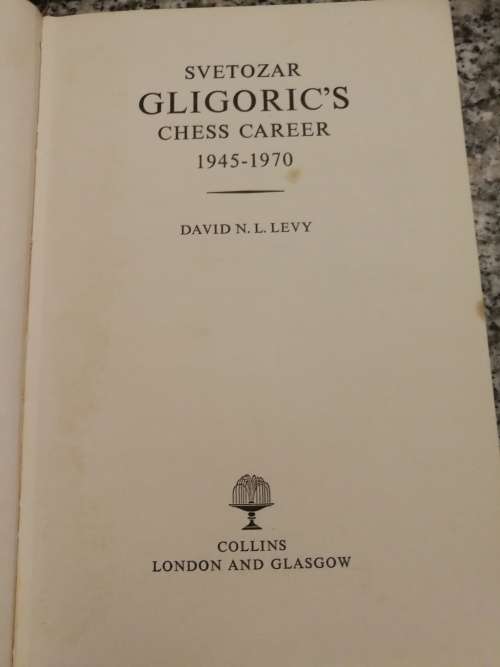 SVETOZAR
GLIGORIC'S
CHESS CAREER
1945-1970
DAVID N. L. LEVY
COLLINS
LONDON AND GLASGOW